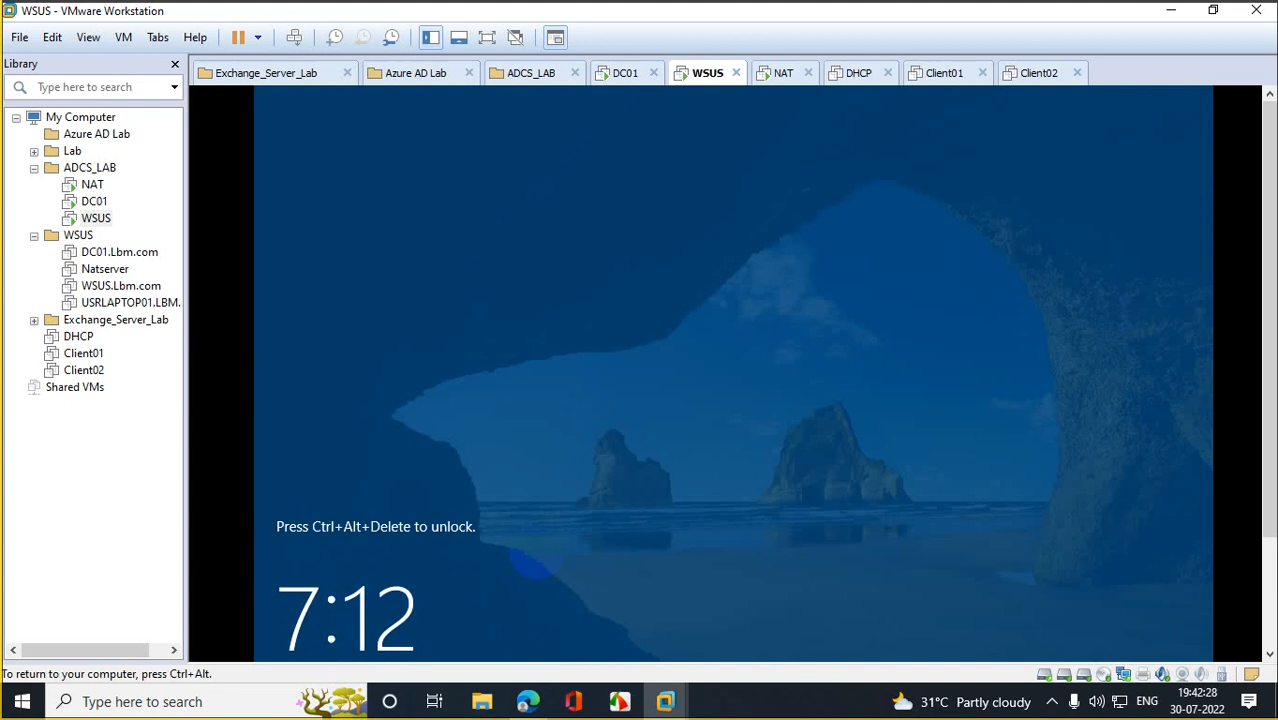 WSUS - VMware Workstation
File Edit View VM Tabs Help
Library
Type here to search
My Computer
Azure AD Lab
Lab
ADCS_LAB
NAT
DC01
WSUS
WSUS
DC01.Lbm.com
Natserver
WSUS.Lbm.com
USRLAPTOP01.LBM.
Exchange_Server_Lab
DHCP
Client01
Client02
Shared VMs
Exchange_Server_Lab Azure AD Lab ADCS_LAB DC01 WSUS NAT DHCP Client01 Client02
Press Ctrl+Alt+Delete to unlock.
7:12
To return to your computer, press Ctrl+Alt.
Type here to search
31°C Partly cloudy
ENG
19:42:28
30-07-2022